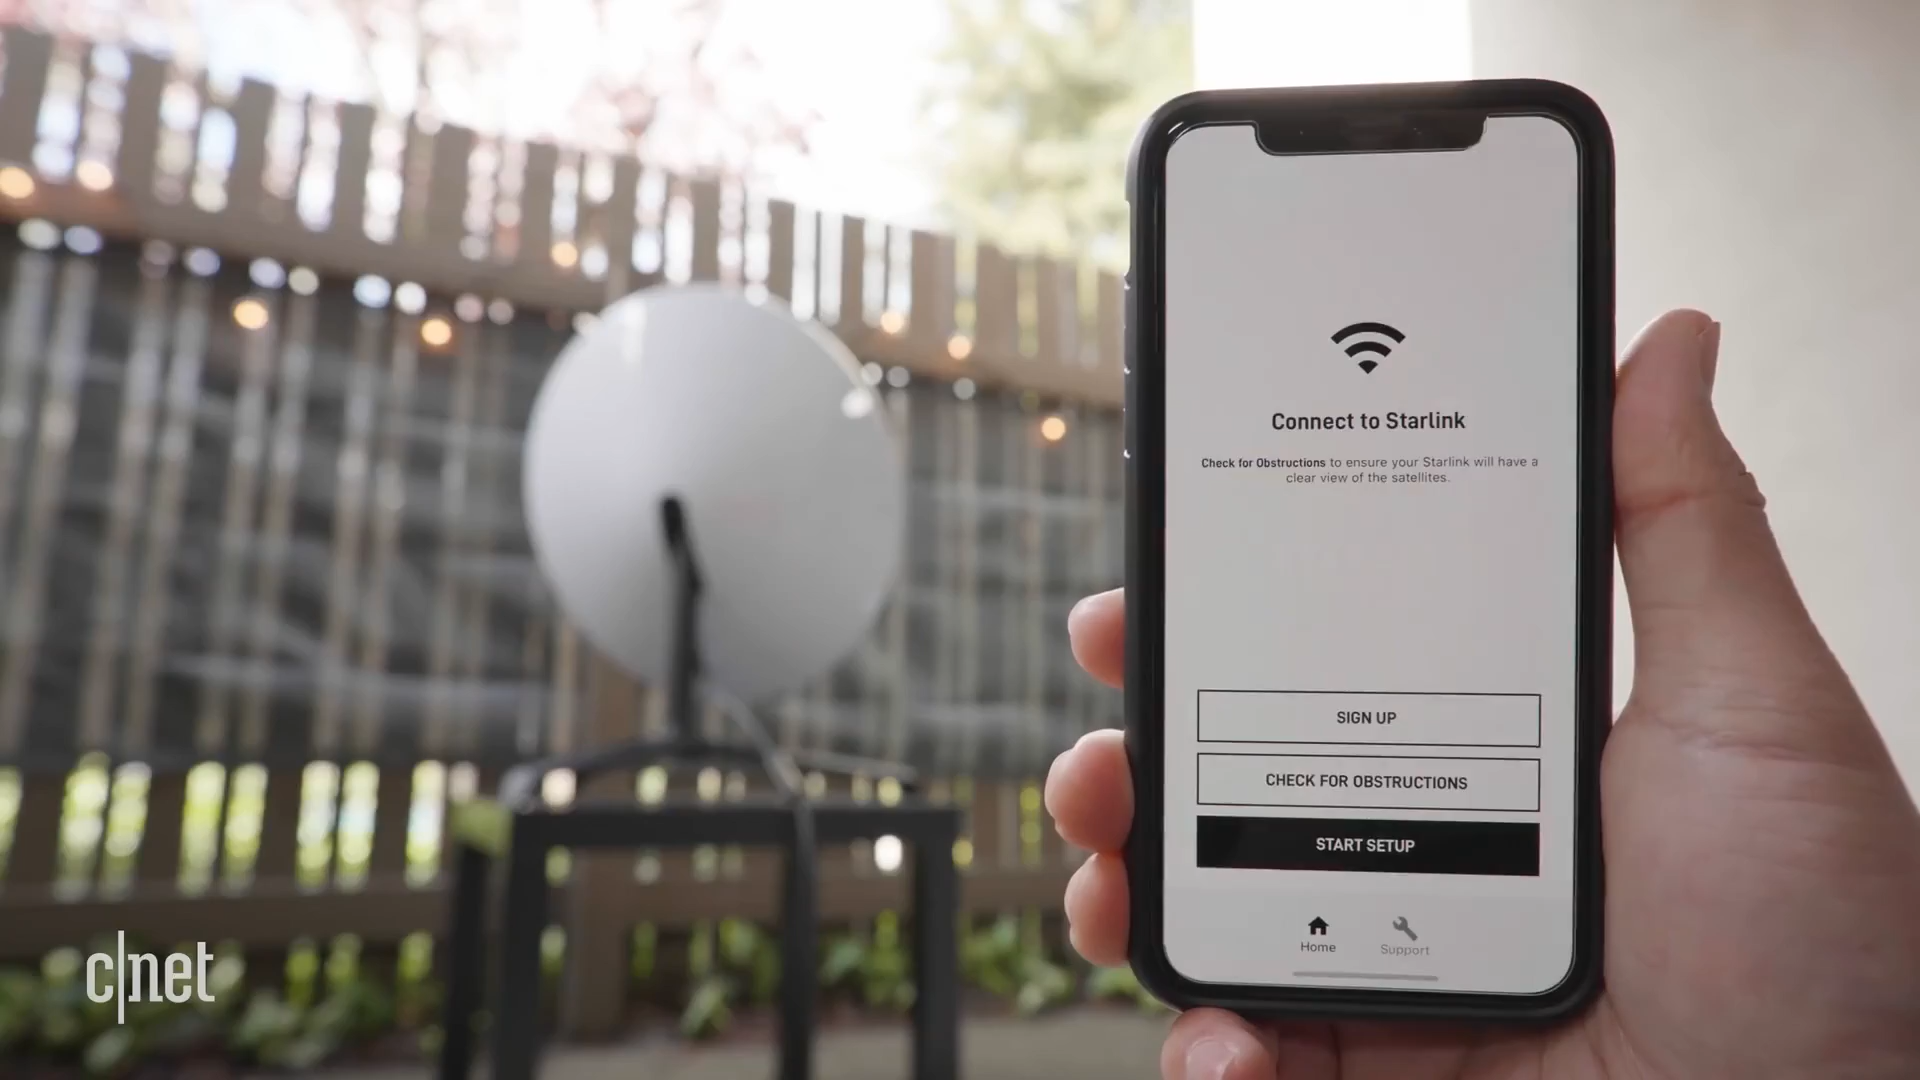 Connect to Starlink
Check for Obstructions to ensure your Starlink will have a
clear view of the satellites.
SIGN UP
CHECK FOR OBSTRUCTIONS
START SETUP
Home Support
c|net